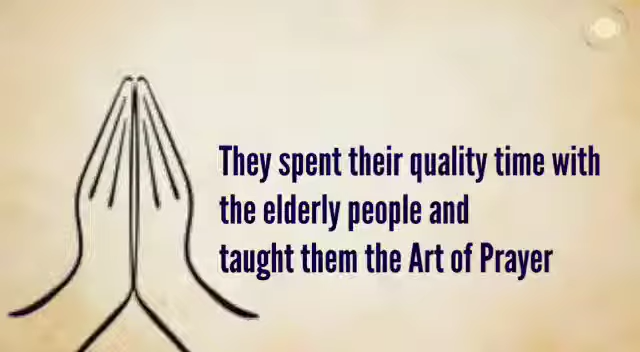 They spent their quality time with
the elderly people and
taught them the Art of Prayer